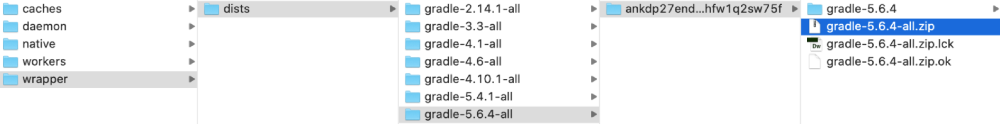 caches
daemon
native
workers
wrapper
dists
gradle-2.14.1-all
gradle-3.3-all
gradle-4.1-all
gradle-4.6-all
gradle-4.10.1-all
gradle-5.4.1-all
gradle-5.6.4-all
ankdp27end...hfw1q2sw75f
gradle-5.6.4
gradle-5.6.4-all.zip
gradle-5.6.4-all.zip.lck
Dw
gradle-5.6.4-all.zip.ok